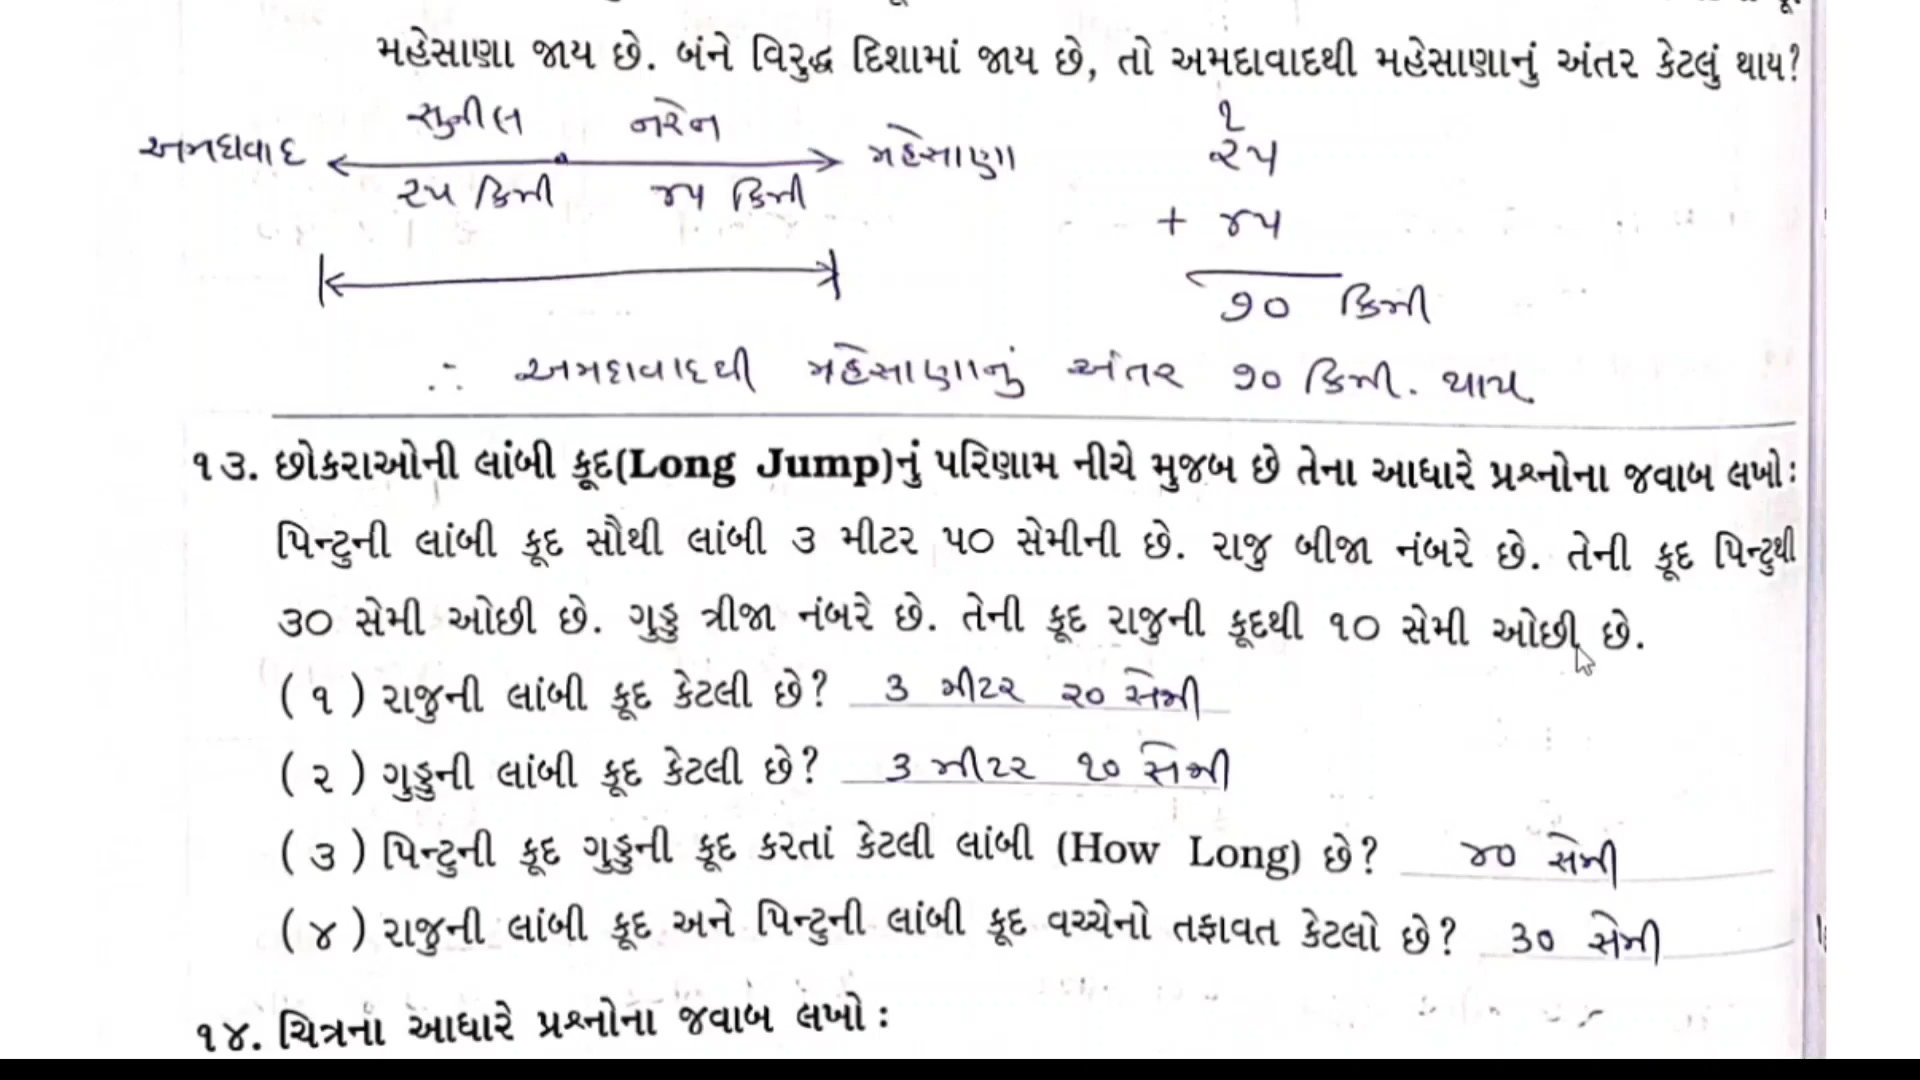 મહેસાણા જાય છે. બંને વિરુદ્ધ દિશામાં જાય છે, તો અમદાવાદથી મહેસાણાનું અંતર કેટલું થાય?
સુનીલ નરેન ૧
અમદાવાદ મહેસાણા ૨૫
૨૫ કિમી ૪૫ કિમી + ૪૫
૭૦ કિમી
∴ અમદાવાદથી મહેસાણાનું અંતર ૭૦ કિમી. થાય
૧૩. છોકરાઓની લાંબી કૂદ(Long Jump)નું પરિણામ નીચે મુજબ છે તેના આધારે પ્રશ્નોના જવાબ લખો:
પિન્ટુની લાંબી કૂદ સૌથી લાંબી ૩ મીટર ૫૦ સેમીની છે. રાજુ બીજા નંબરે છે. તેની કૂદ પિન્ટુથી
૩૦ સેમી ઓછી છે. ગુડ્ડુ ત્રીજા નંબરે છે. તેની કૂદ રાજુની કૂદથી ૧૦ સેમી ઓછી છે.
(૧) રાજુની લાંબી કૂદ કેટલી છે? ૩ મીટર ૨૦ સેમી
(૨) ગુડ્ડુની લાંબી કૂદ કેટલી છે? ૩ મીટર ૧૦ સેમી
(૩) પિન્ટુની કૂદ ગુડ્ડુની કૂદ કરતાં કેટલી લાંબી (How Long) છે? ૪૦ સેમી
(૪) રાજુની લાંબી કૂદ અને પિન્ટુની લાંબી કૂદ વચ્ચેનો તફાવત કેટલો છે? ૩૦ સેમી
૧૪. ચિત્રના આધારે પ્રશ્નોના જવાબ લખો: